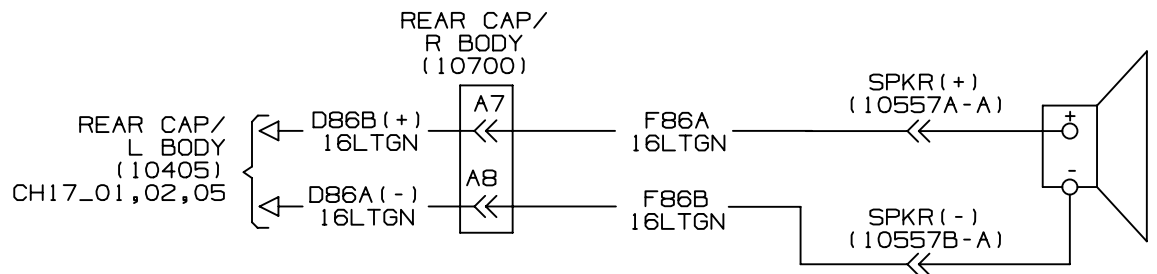 REAR CAP/
R BODY
(10700)
REAR CAP/
L BODY
(10405)
CH17_01,02,05
D86B(+)
16LTGN
A7
F86A
16LTGN
SPKR(+)
(10557A-A)
+
D86A(-)
16LTGN
A8
F86B
16LTGN
SPKR(-)
(10557B-A)
-